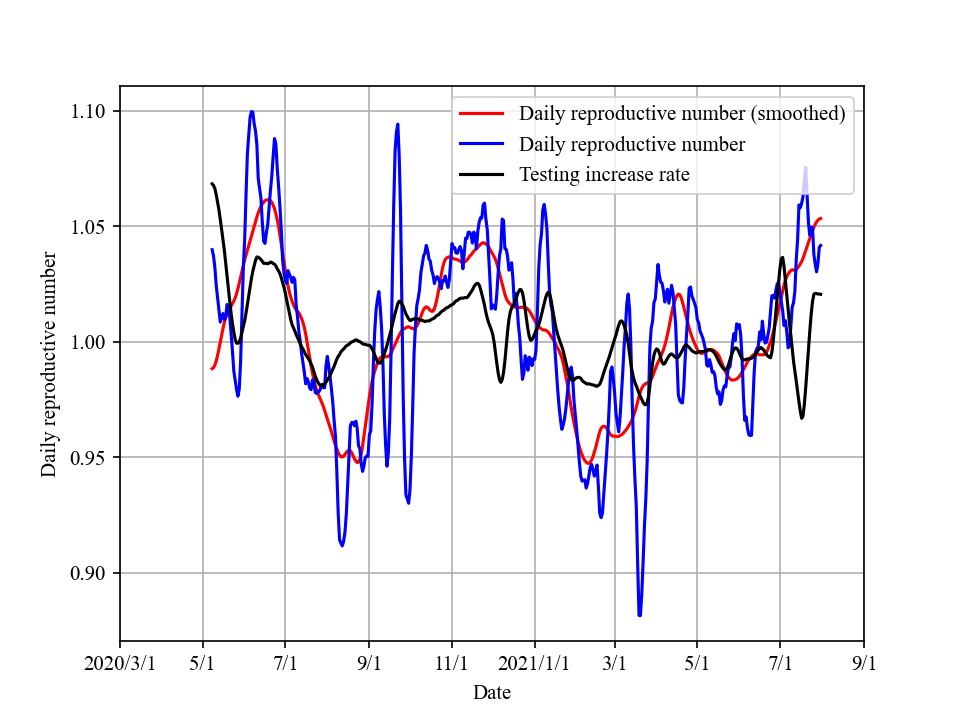 Daily reproductive number (smoothed)
Daily reproductive number
Testing increase rate
Daily reproductive number
1.10
1.05
1.00
0.95
0.90
2020/3/1 5/1 7/1 9/1 11/1 2021/1/1 3/1 5/1 7/1 9/1
Date